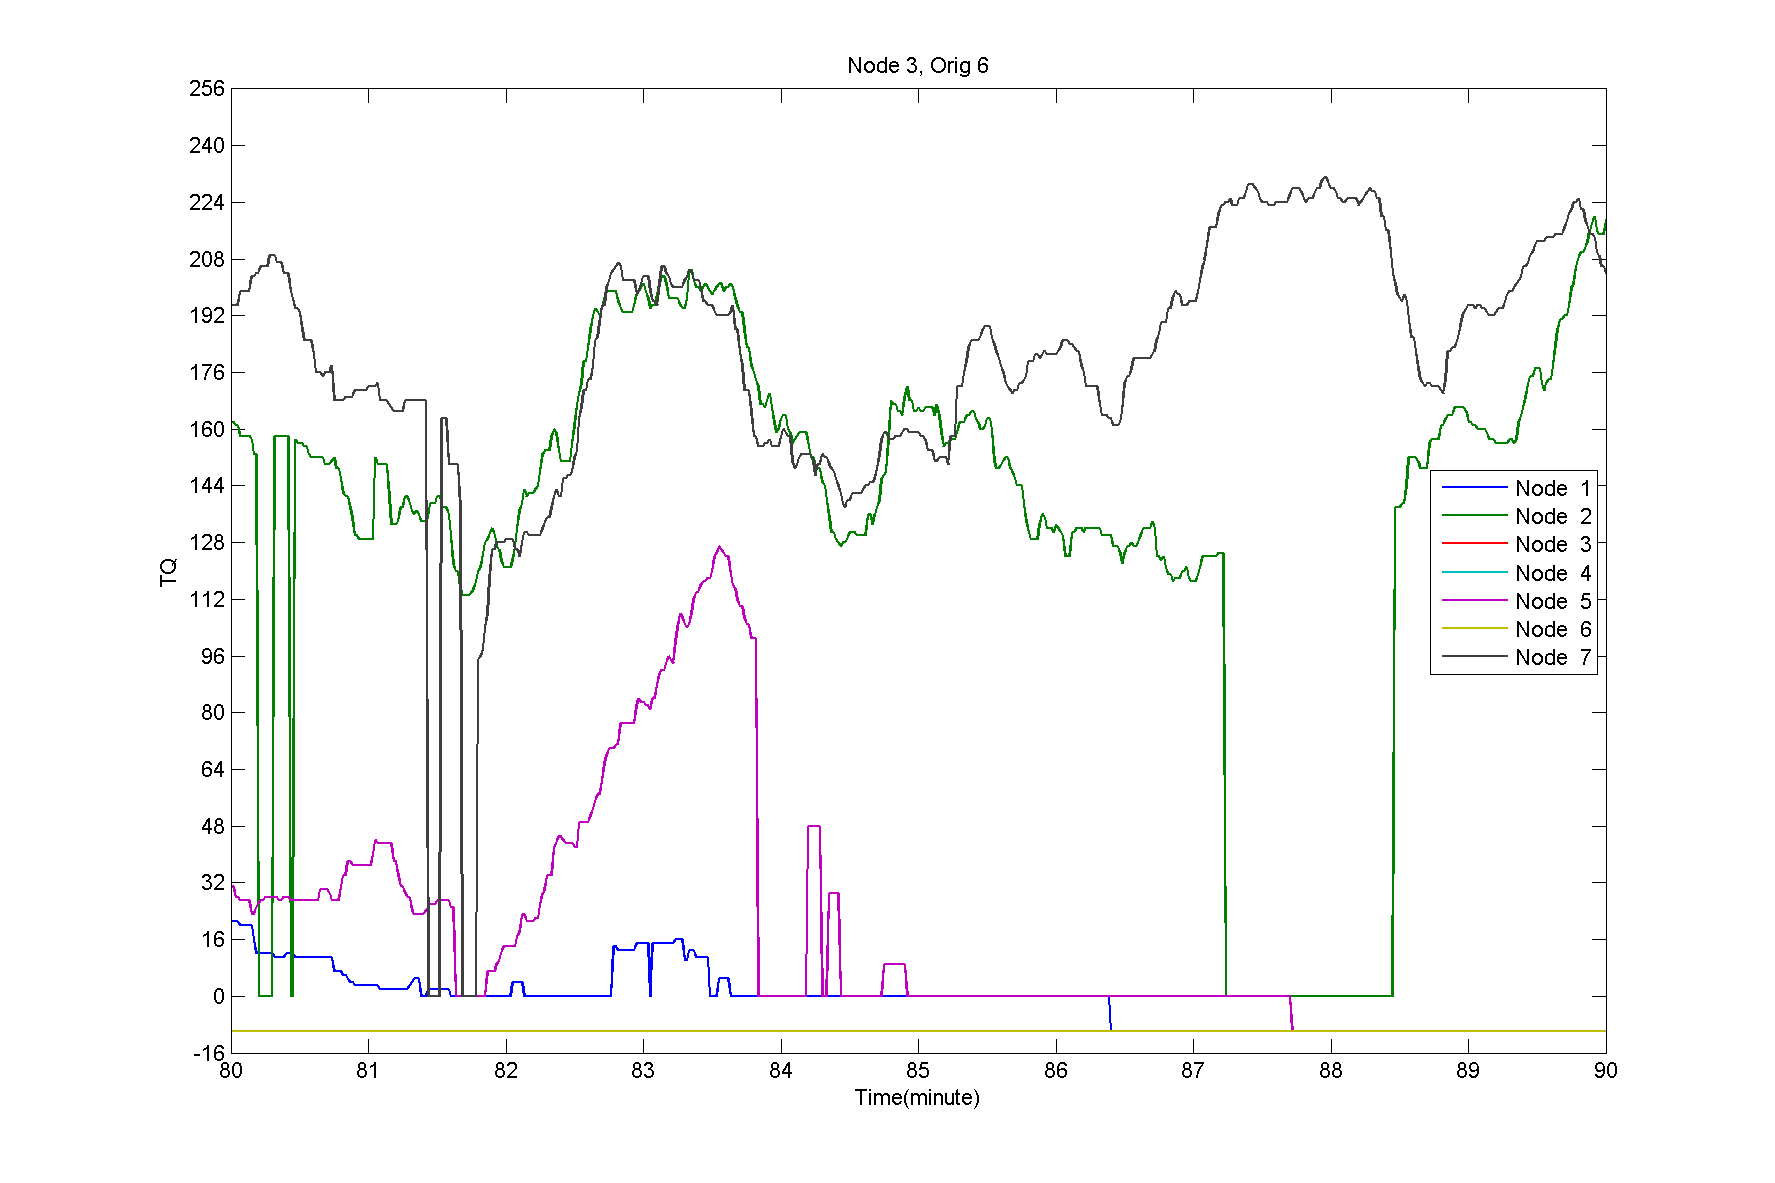 Node 3, Orig 6
256
240
224
208
192
176
160
144
128
112
96
80
64
48
32
16
0
-16
TQ
Node 1
Node 2
Node 3
Node 4
Node 5
Node 6
Node 7
80 81 82 83 84 85 86 87 88 89 90
Time(minute)